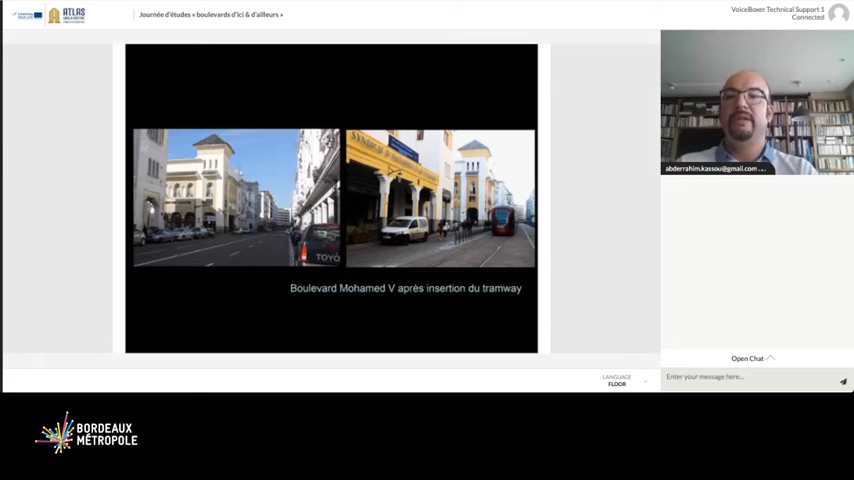 ATLAS
Journée d'études « boulevards d'ici & d'ailleurs »
VoiceBoxer Technical Support 1
Connected
SYNDICAT
TOYO
abderrahim.kassou@gmail.com ...
Boulevard Mohamed V après insertion du tramway
Open Chat
LANGUAGE
FLOOR
Enter your message here...
BORDEAUX
MÉTROPOLE